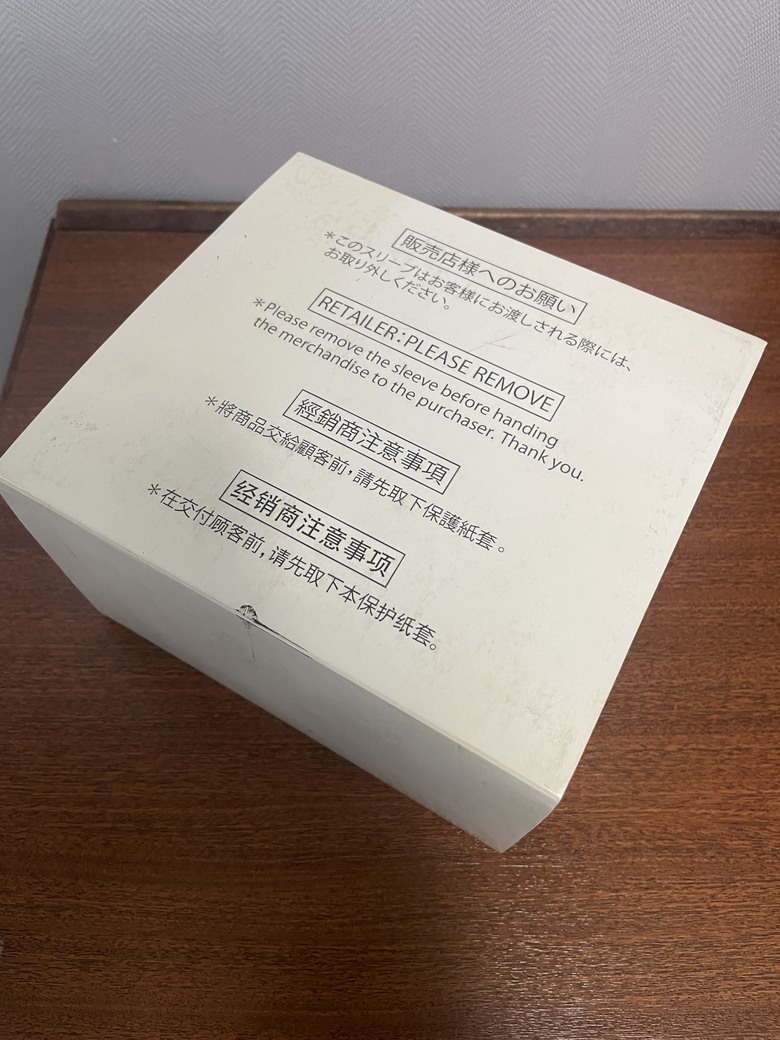 販売店様へのお願い
＊このスリーブはお客様にお渡しされる際には、
お取り外しください。
RETAILER:PLEASE REMOVE
＊Please remove the sleeve before handing
the merchandise to the purchaser. Thank you.
經銷商注意事項
＊將商品交給顧客前，請先取下保護紙套。
经销商注意事项
＊在交付顾客前，请先取下本保护纸套。